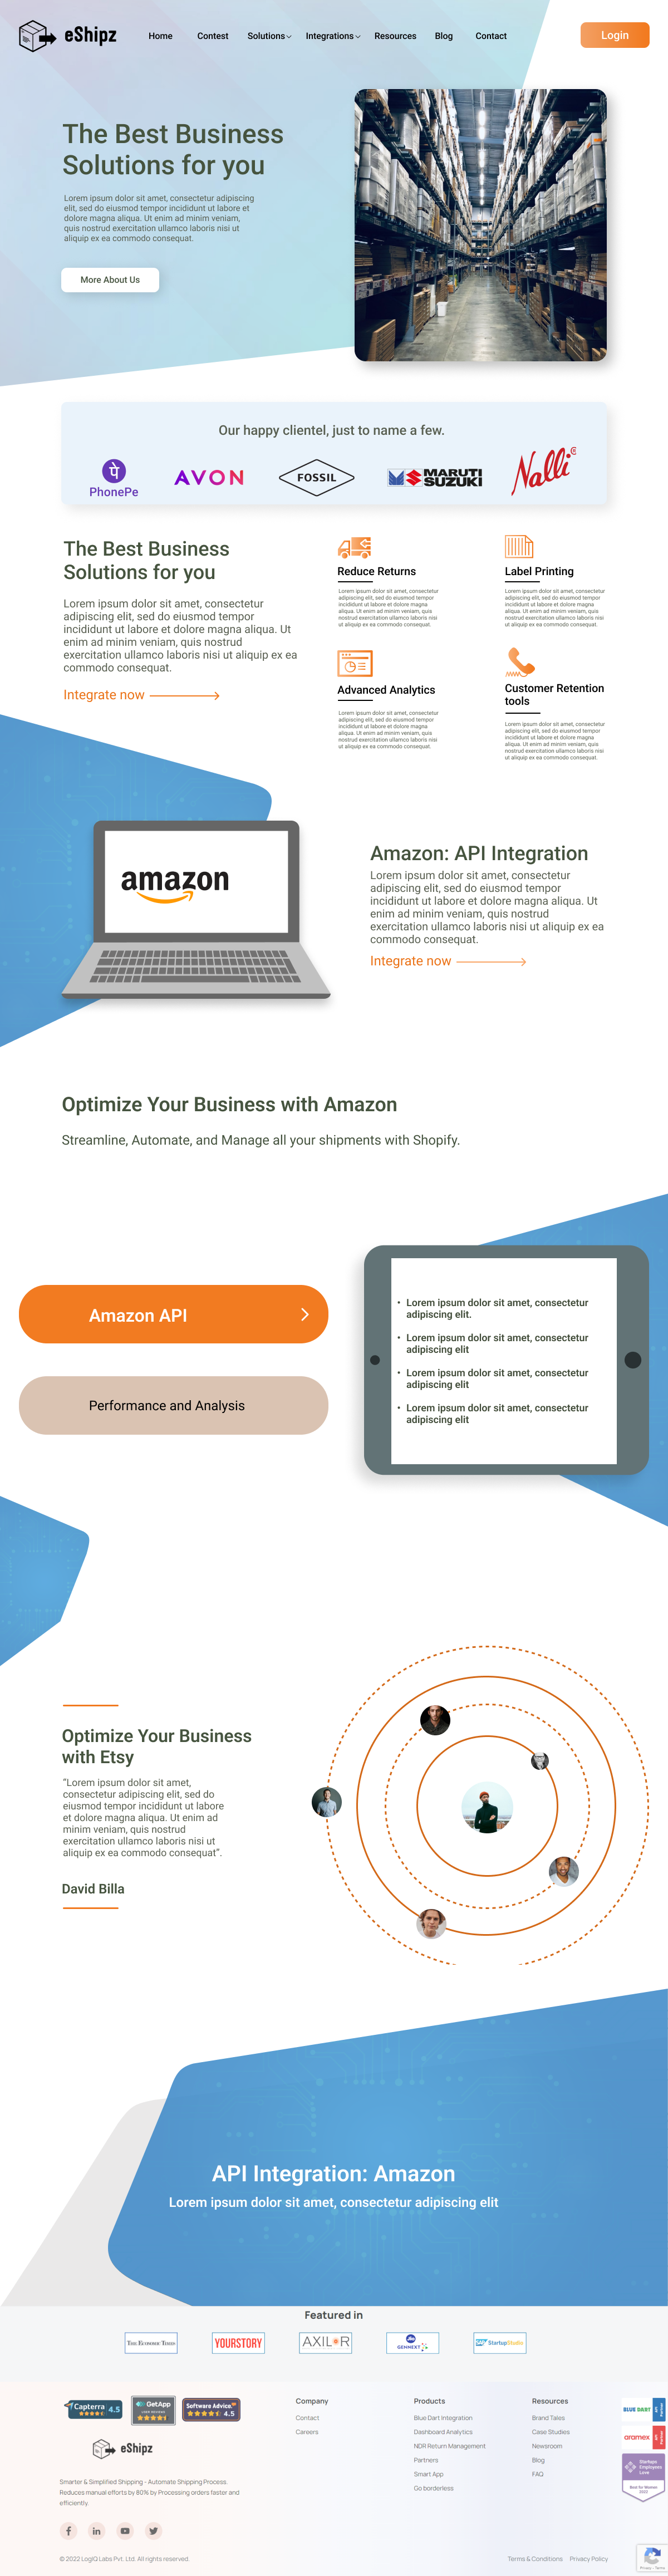 eShipz
Home Contest Solutions Integrations Resources Blog Contact
Login
The Best Business
Solutions for you
Lorem ipsum dolor sit amet, consectetur adipiscing
elit, sed do eiusmod tempor incididunt ut labore et
dolore magna aliqua. Ut enim ad minim veniam,
quis nostrud exercitation ullamco laboris nisi ut
aliquip ex ea commodo consequat.
More About Us
Our happy clientel, just to name a few.
पे
PhonePe
AVON
FOSSIL
MARUTI
SUZUKI
Nalli
The Best Business
Solutions for you
Lorem ipsum dolor sit amet, consectetur
adipiscing elit, sed do eiusmod tempor
incididunt ut labore et dolore magna aliqua. Ut
enim ad minim veniam, quis nostrud
exercitation ullamco laboris nisi ut aliquip ex ea
commodo consequat.
Integrate now
Reduce Returns
Lorem ipsum dolor sit amet, consectetur
adipiscing elit, sed do eiusmod tempor
incididunt ut labore et dolore magna
aliqua. Ut enim ad minim veniam, quis
nostrud exercitation ullamco laboris nisi
ut aliquip ex ea commodo consequat.
Label Printing
Lorem ipsum dolor sit amet, consectetur
adipiscing elit, sed do eiusmod tempor
incididunt ut labore et dolore magna
aliqua. Ut enim ad minim veniam, quis
nostrud exercitation ullamco laboris nisi
ut aliquip ex ea commodo consequat.
Advanced Analytics
Lorem ipsum dolor sit amet, consectetur
adipiscing elit, sed do eiusmod tempor
incididunt ut labore et dolore magna
aliqua. Ut enim ad minim veniam, quis
nostrud exercitation ullamco laboris nisi
ut aliquip ex ea commodo consequat.
Customer Retention
tools
Lorem ipsum dolor sit amet, consectetur
adipiscing elit, sed do eiusmod tempor
incididunt ut labore et dolore magna
aliqua. Ut enim ad minim veniam, quis
nostrud exercitation ullamco laboris nisi
ut aliquip ex ea commodo consequat.
amazon
Amazon: API Integration
Lorem ipsum dolor sit amet, consectetur
adipiscing elit, sed do eiusmod tempor
incididunt ut labore et dolore magna aliqua. Ut
enim ad minim veniam, quis nostrud
exercitation ullamco laboris nisi ut aliquip ex ea
commodo consequat.
Integrate now
Optimize Your Business with Amazon
Streamline, Automate, and Manage all your shipments with Shopify.
Amazon API
Performance and Analysis
• Lorem ipsum dolor sit amet, consectetur
adipiscing elit.
• Lorem ipsum dolor sit amet, consectetur
adipiscing elit
• Lorem ipsum dolor sit amet, consectetur
adipiscing elit
• Lorem ipsum dolor sit amet, consectetur
adipiscing elit
Optimize Your Business
with Etsy
“Lorem ipsum dolor sit amet,
consectetur adipiscing elit, sed do
eiusmod tempor incididunt ut labore
et dolore magna aliqua. Ut enim ad
minim veniam, quis nostrud
exercitation ullamco laboris nisi ut
aliquip ex ea commodo consequat”.
David Billa
API Integration: Amazon
Lorem ipsum dolor sit amet, consectetur adipiscing elit
Featured in
THE ECONOMIC TIMES
YOURSTORY
AXILOR
Jio
GENNEXT
SAP StartupStudio
Capterra
4.5
GetApp
Software Advice
4.5
eShipz
Smarter & Simplified Shipping - Automate Shipping Process.
Reduces manual efforts by 80% by Processing orders faster and
efficiently.
Company
Contact
Careers
Products
Blue Dart Integration
Dashboard Analytics
NDR Return Management
Partners
Smart App
Go borderless
Resources
Brand Tales
Case Studies
Newsroom
Blog
FAQ
BLUE DART
API Partner
aramex
API Partner
Startups
Employees
Love
Best for Women
2022
© 2022 LogiQ Labs Pvt. Ltd. All rights reserved.
Terms & Conditions Privacy Policy
Privacy - Terms